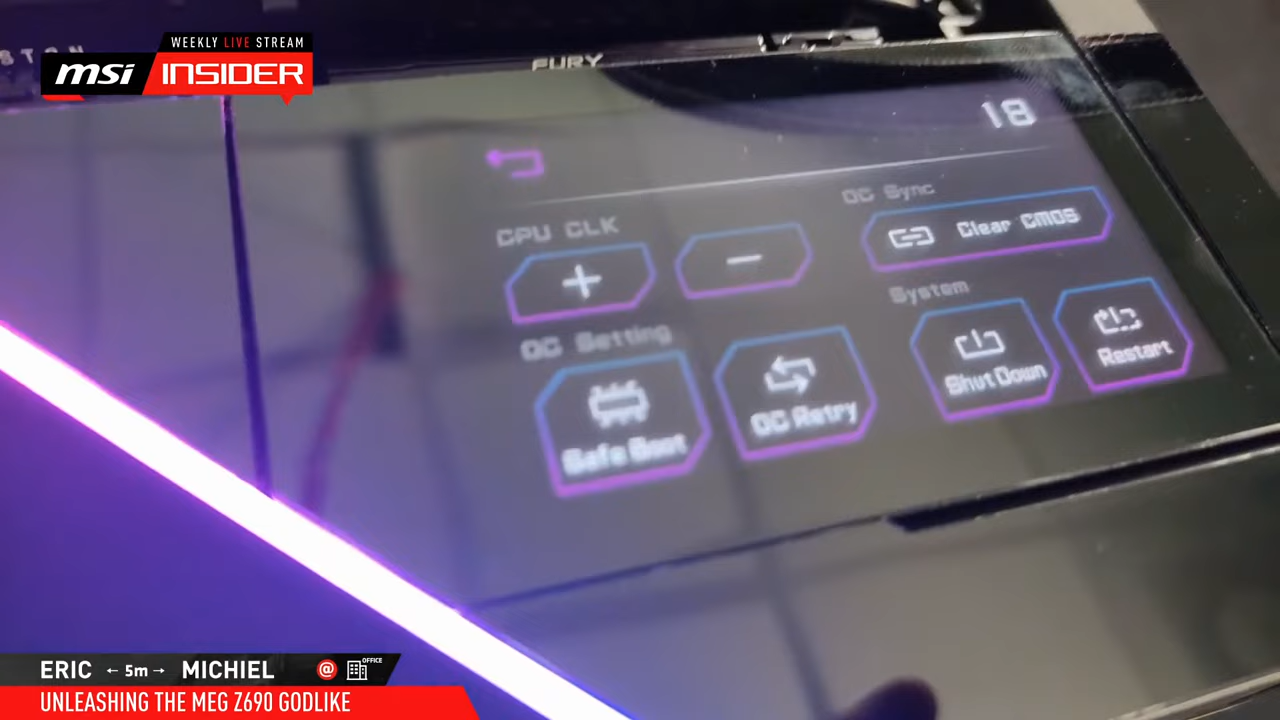 WEEKLY LIVE STREAM
msi INSIDER
STON
FURY
18
CPU CLK
OC Sync
+
−
Clear CMOS
OC Setting
System
Safe Boot
OC Retry
Shut Down
Restart
ERIC ← 5m → MICHIEL @ OFFICE
UNLEASHING THE MEG Z690 GODLIKE